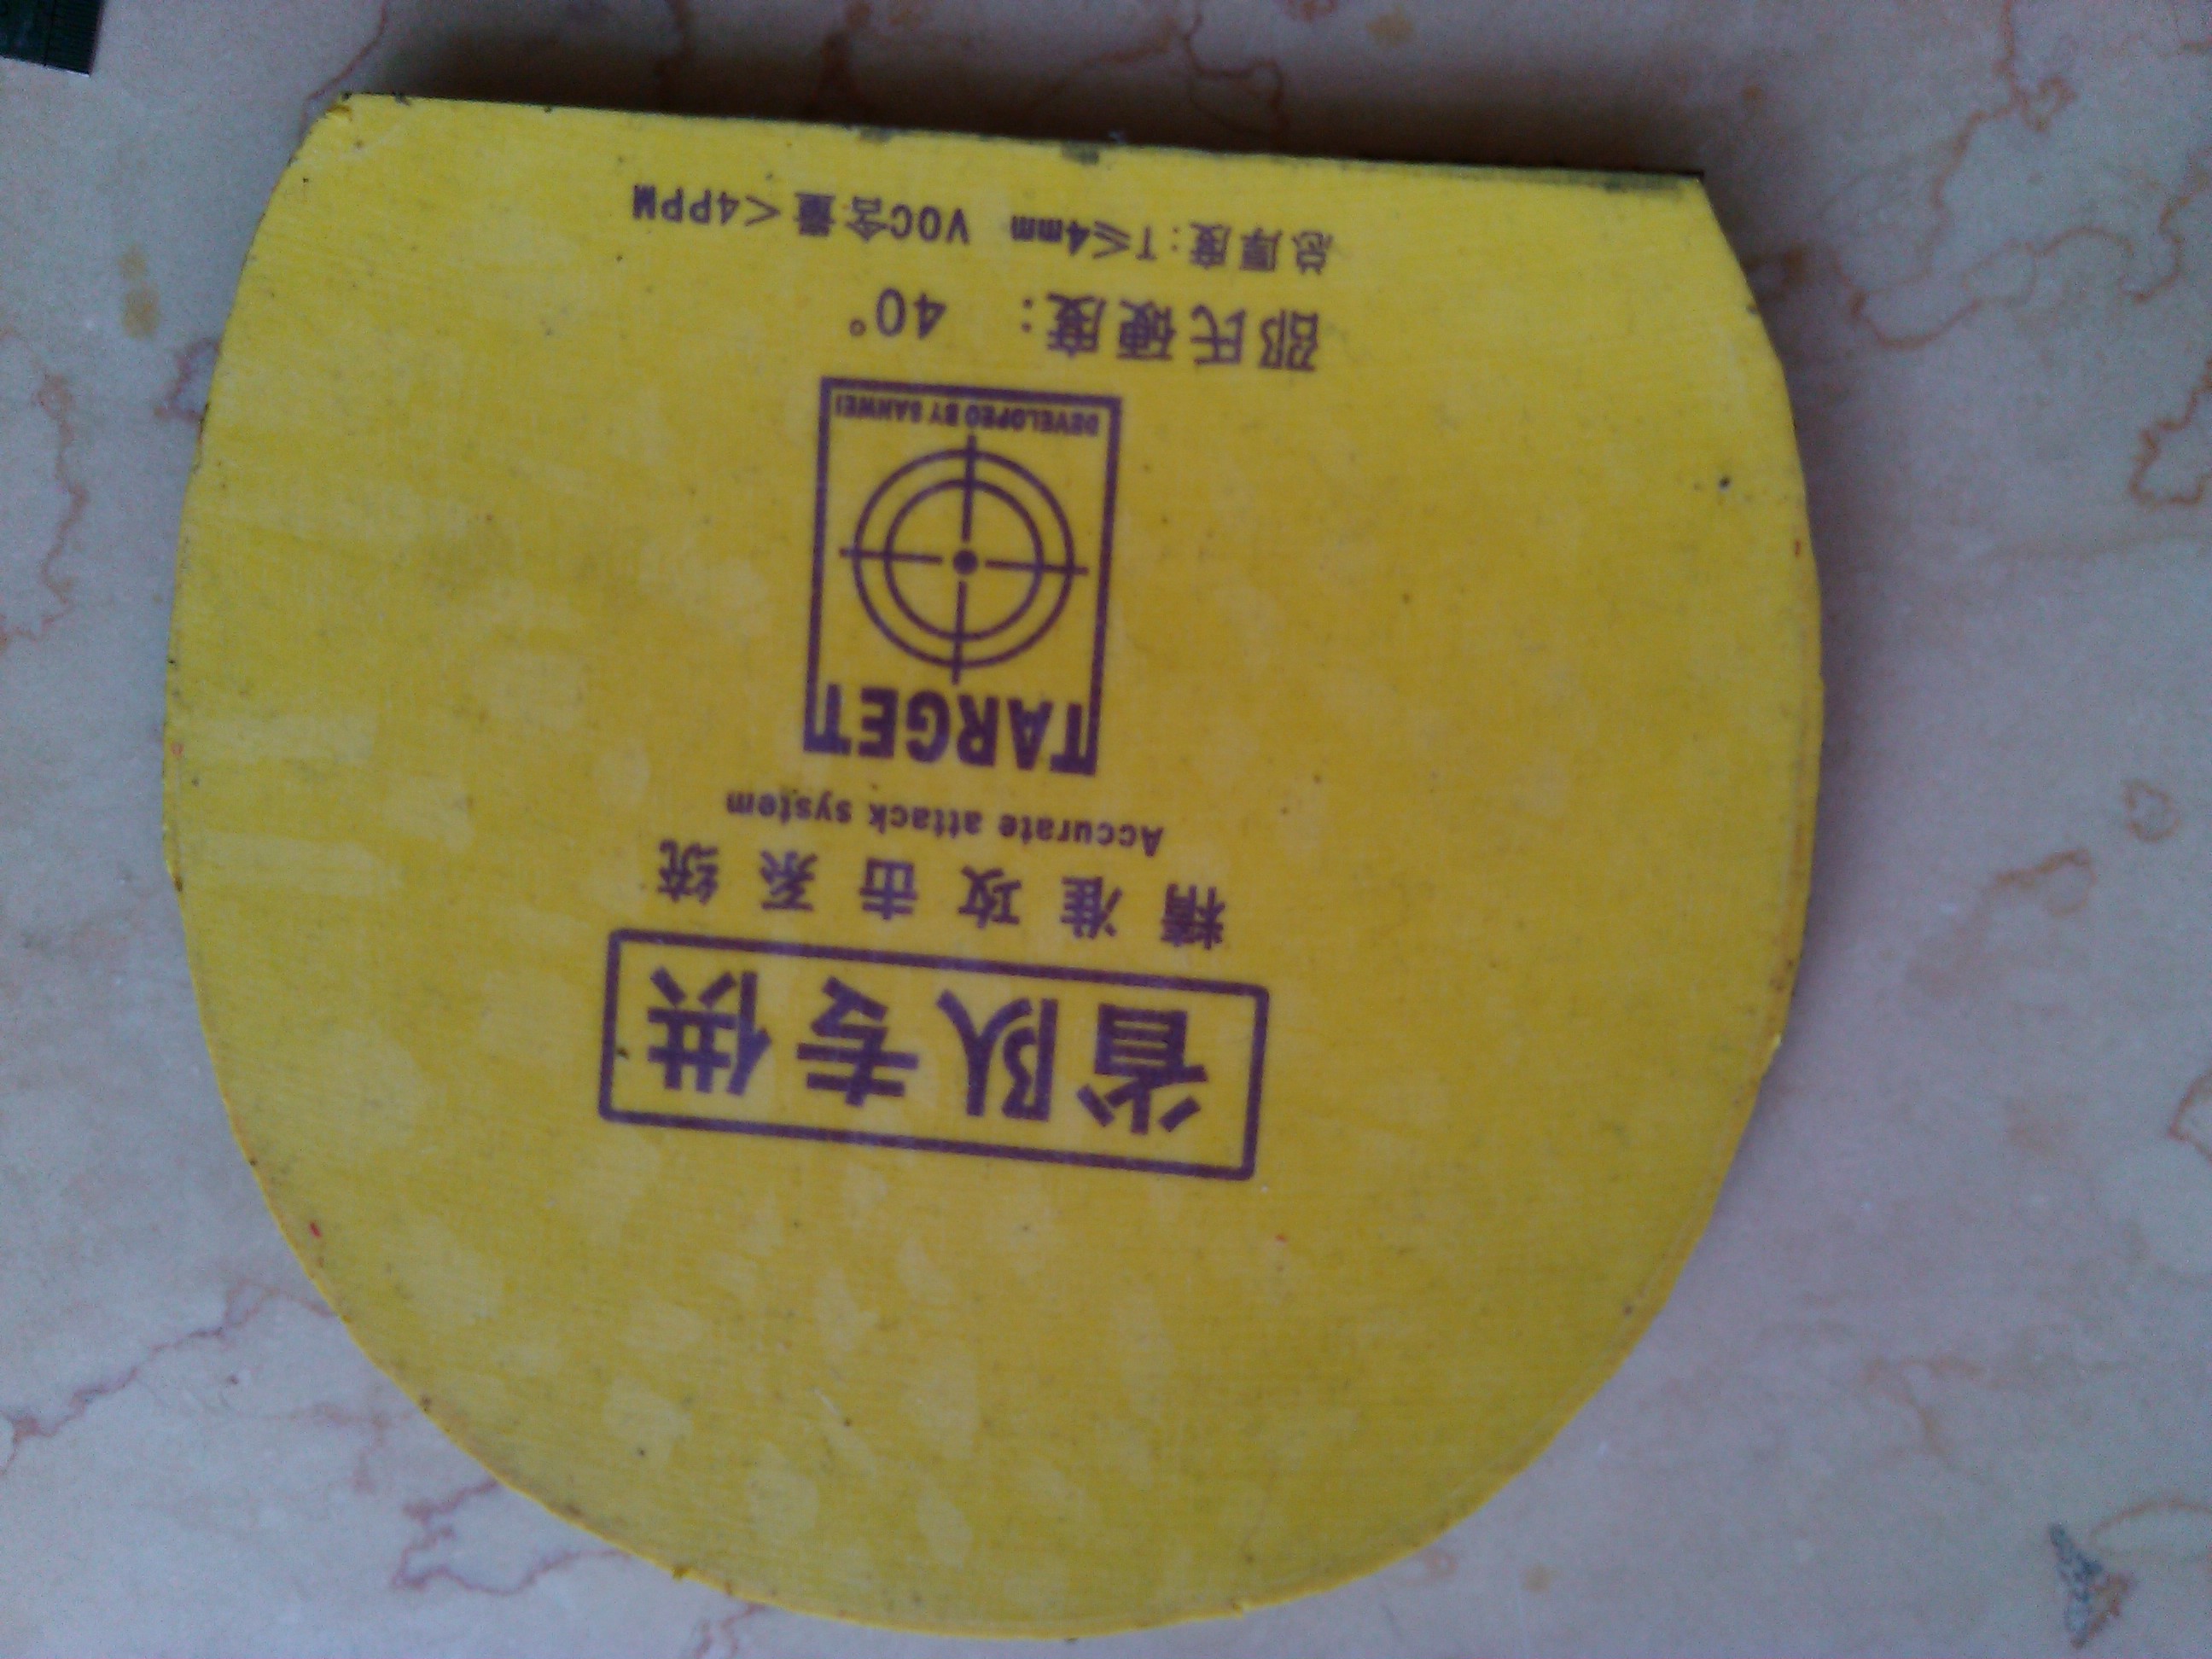 省队专供
精准攻击系统
Accurate attack system
TARGET
DEVELOPED BY SANWEI
邵氏硬度: 40°
总厚度:T≤4mm VOC含量<4PPM